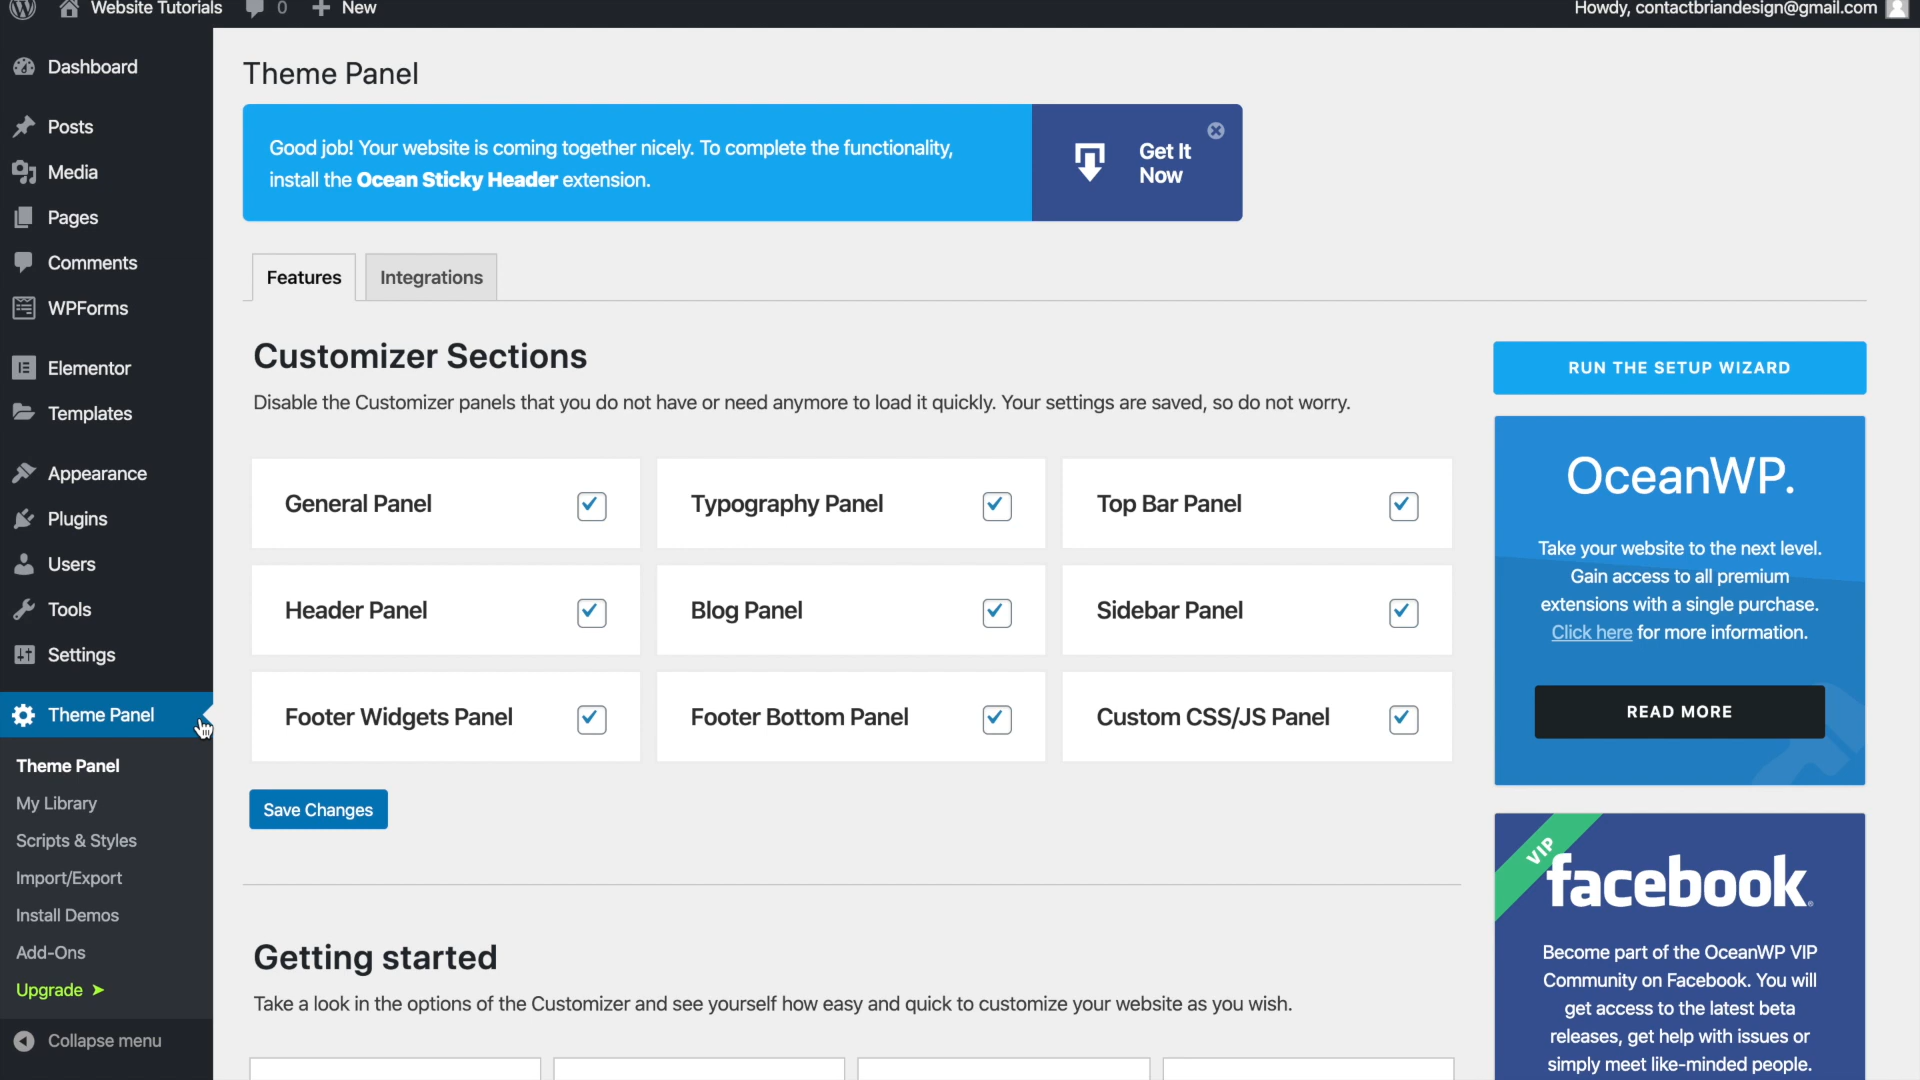 Website Tutorials
0
New
Howdy, contactbriandesign@gmail.com
Dashboard
Posts
Media
Pages
Comments
WPForms
Elementor
Templates
Appearance
Plugins
Users
Tools
Settings
Theme Panel
Theme Panel
My Library
Scripts & Styles
Import/Export
Install Demos
Add-Ons
Upgrade ➤
Collapse menu
Theme Panel
Good job! Your website is coming together nicely. To complete the functionality,
install the Ocean Sticky Header extension.
Get It
Now
Features
Integrations
Customizer Sections
Disable the Customizer panels that you do not have or need anymore to load it quickly. Your settings are saved, so do not worry.
General Panel
Typography Panel
Top Bar Panel
Header Panel
Blog Panel
Sidebar Panel
Footer Widgets Panel
Footer Bottom Panel
Custom CSS/JS Panel
Save Changes
Getting started
Take a look in the options of the Customizer and see yourself how easy and quick to customize your website as you wish.
RUN THE SETUP WIZARD
OceanWP.
Take your website to the next level.
Gain access to all premium
extensions with a single purchase.
Click here for more information.
READ MORE
VIP
facebook
Become part of the OceanWP VIP
Community on Facebook. You will
get access to the latest beta
releases, get help with issues or
simply meet like-minded people.